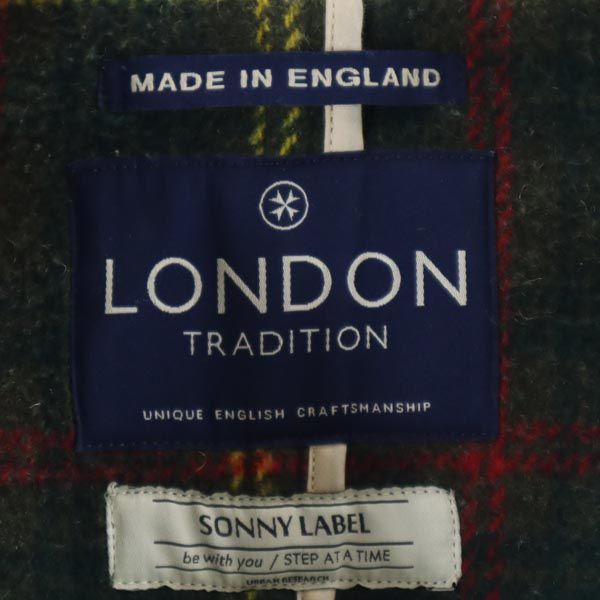 MADE IN ENGLAND
LONDON
TRADITION
UNIQUE ENGLISH CRAFTSMANSHIP
SONNY LABEL
be with you / STEP AT A TIME
URBAN RESEARCH